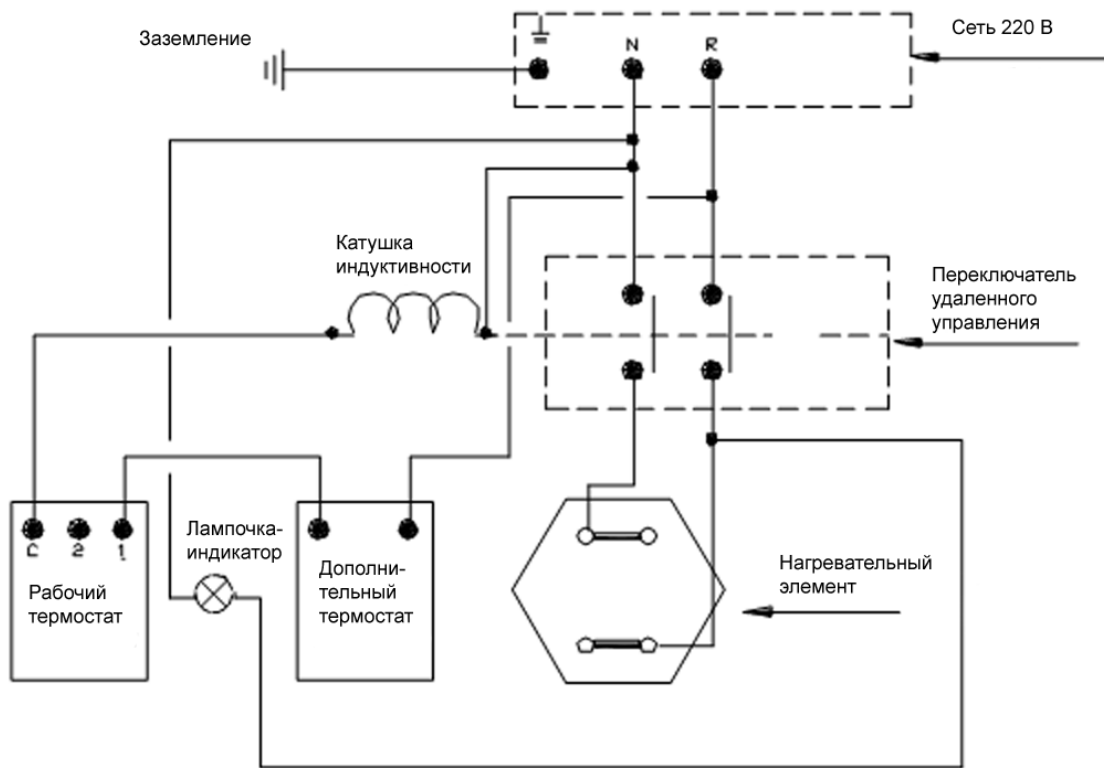 Заземление
Сеть 220 В
N
R
Катушка
индуктивности
Переключатель
удаленного
управления
C
2
1
Рабочий
термостат
Лампочка-
индикатор
Дополни-
тельный
термостат
Нагревательный
элемент